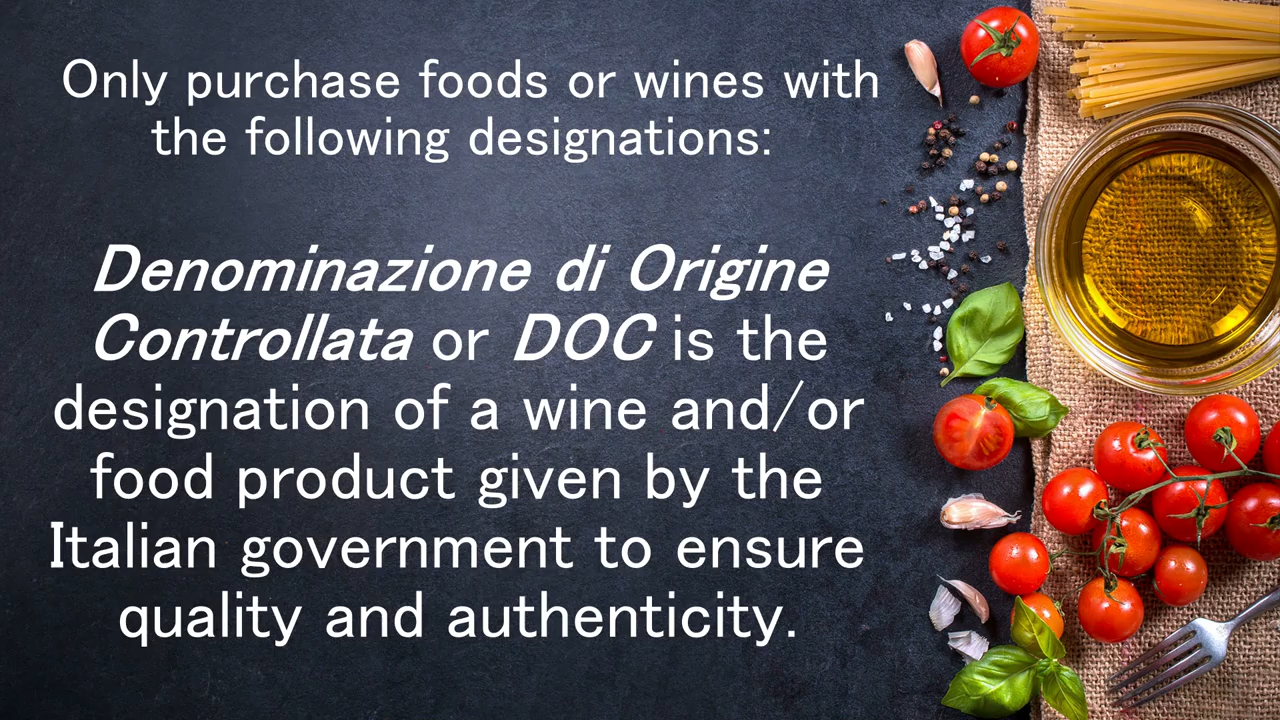 Only purchase foods or wines with
the following designations:
Denominazione di Origine
Controllata or DOC is the
designation of a wine and/or
food product given by the
Italian government to ensure
quality and authenticity.